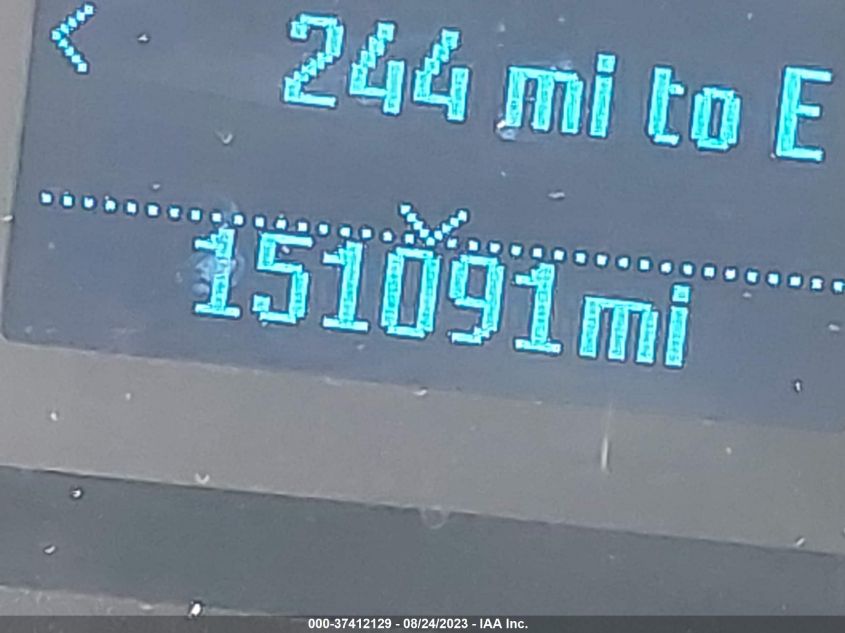 < 244 mi to E
151091mi
000-37412129 - 08/24/2023 - IAA Inc.